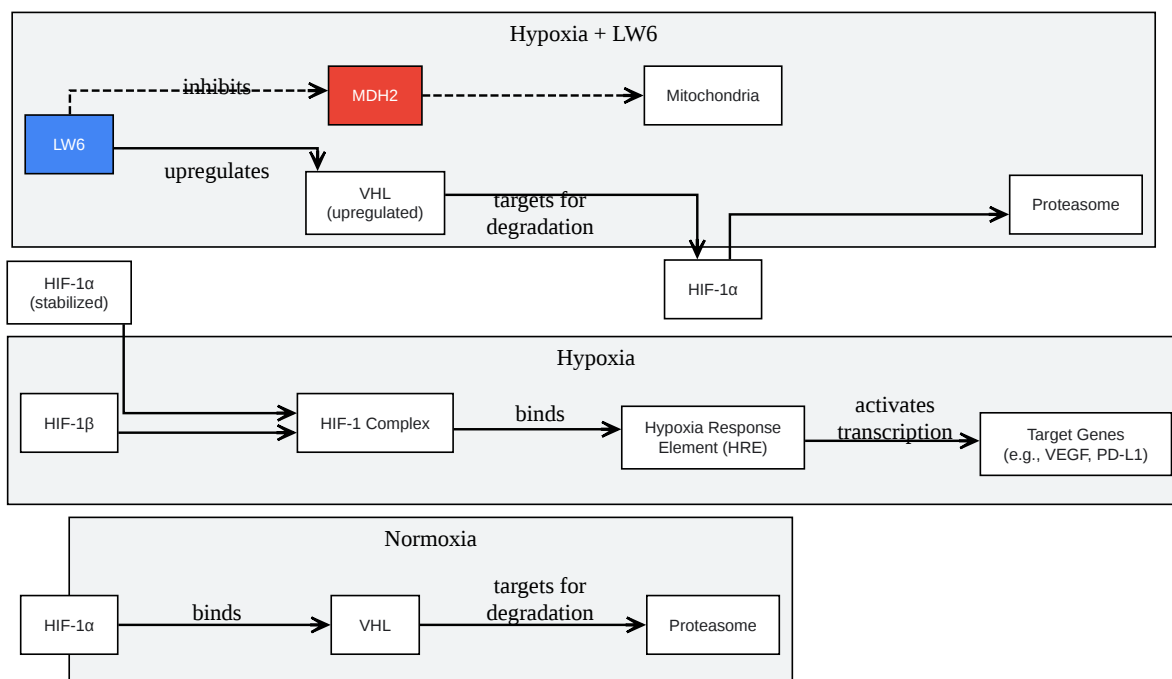 Hypoxia + LW6
inhibits
MDH2
Mitochondria
LW6
upregulates
VHL
(upregulated)
targets for
degradation
Proteasome
HIF-1α
HIF-1α
(stabilized)
Hypoxia
HIF-1β
HIF-1 Complex
binds
Hypoxia Response
Element (HRE)
activates
transcription
Target Genes
(e.g., VEGF, PD-L1)
Normoxia
HIF-1α
binds
VHL
targets for
degradation
Proteasome